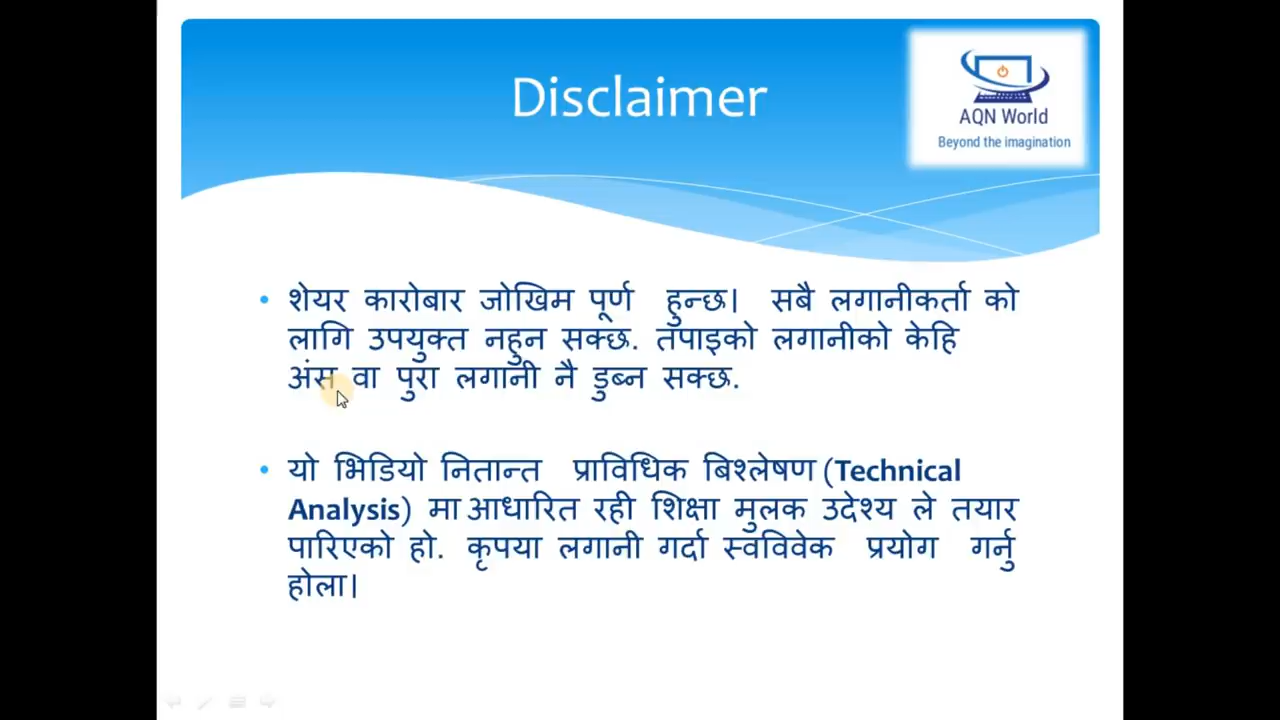 Disclaimer
AQN World
Beyond the imagination
• शेयर कारोबार जोखिम पूर्ण हुन्छ। सबै लगानीकर्ता को
लागि उपयुक्त नहुन सक्छ. तपाइको लगानीको केहि
अंस वा पुरा लगानी नै डुब्न सक्छ.
• यो भिडियो नितान्त प्राविधिक बिश्लेषण (Technical
Analysis) मा आधारित रही शिक्षा मुलक उदेश्य ले तयार
पारिएको हो. कृपया लगानी गर्दा स्वविवेक प्रयोग गर्नु
होला।